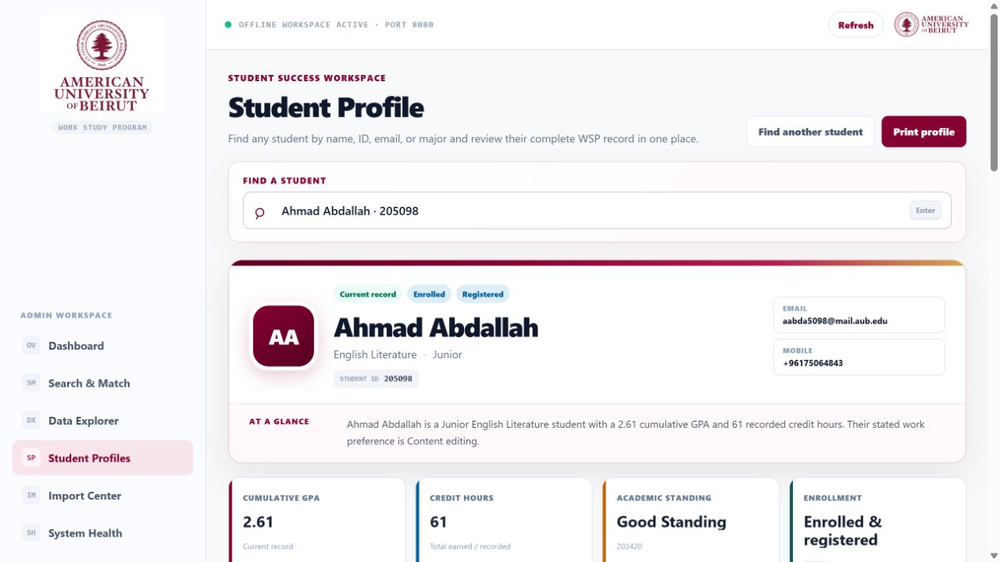 AMERICAN
UNIVERSITY
OF BEIRUT
WORK STUDY PROGRAM
ADMIN WORKSPACE
OV Dashboard
SM Search & Match
DX Data Explorer
SP Student Profiles
IM Import Center
SH System Health
OFFLINE WORKSPACE ACTIVE · PORT 8080
Refresh
AMERICAN
UNIVERSITY
OF BEIRUT
STUDENT SUCCESS WORKSPACE
Student Profile
Find any student by name, ID, email, or major and review their complete WSP record in one place.
Find another student
Print profile
FIND A STUDENT
Ahmad Abdallah · 205098
Enter
AA
Current record Enrolled Registered
Ahmad Abdallah
English Literature · Junior
STUDENT ID 205098
EMAIL
aabda5098@mail.aub.edu
MOBILE
+96175064843
AT A GLANCE
Ahmad Abdallah is a Junior English Literature student with a 2.61 cumulative GPA and 61 recorded credit hours. Their stated work
preference is Content editing.
CUMULATIVE GPA
2.61
Current record
CREDIT HOURS
61
Total earned / recorded
ACADEMIC STANDING
Good Standing
202420
ENROLLMENT
Enrolled &
registered